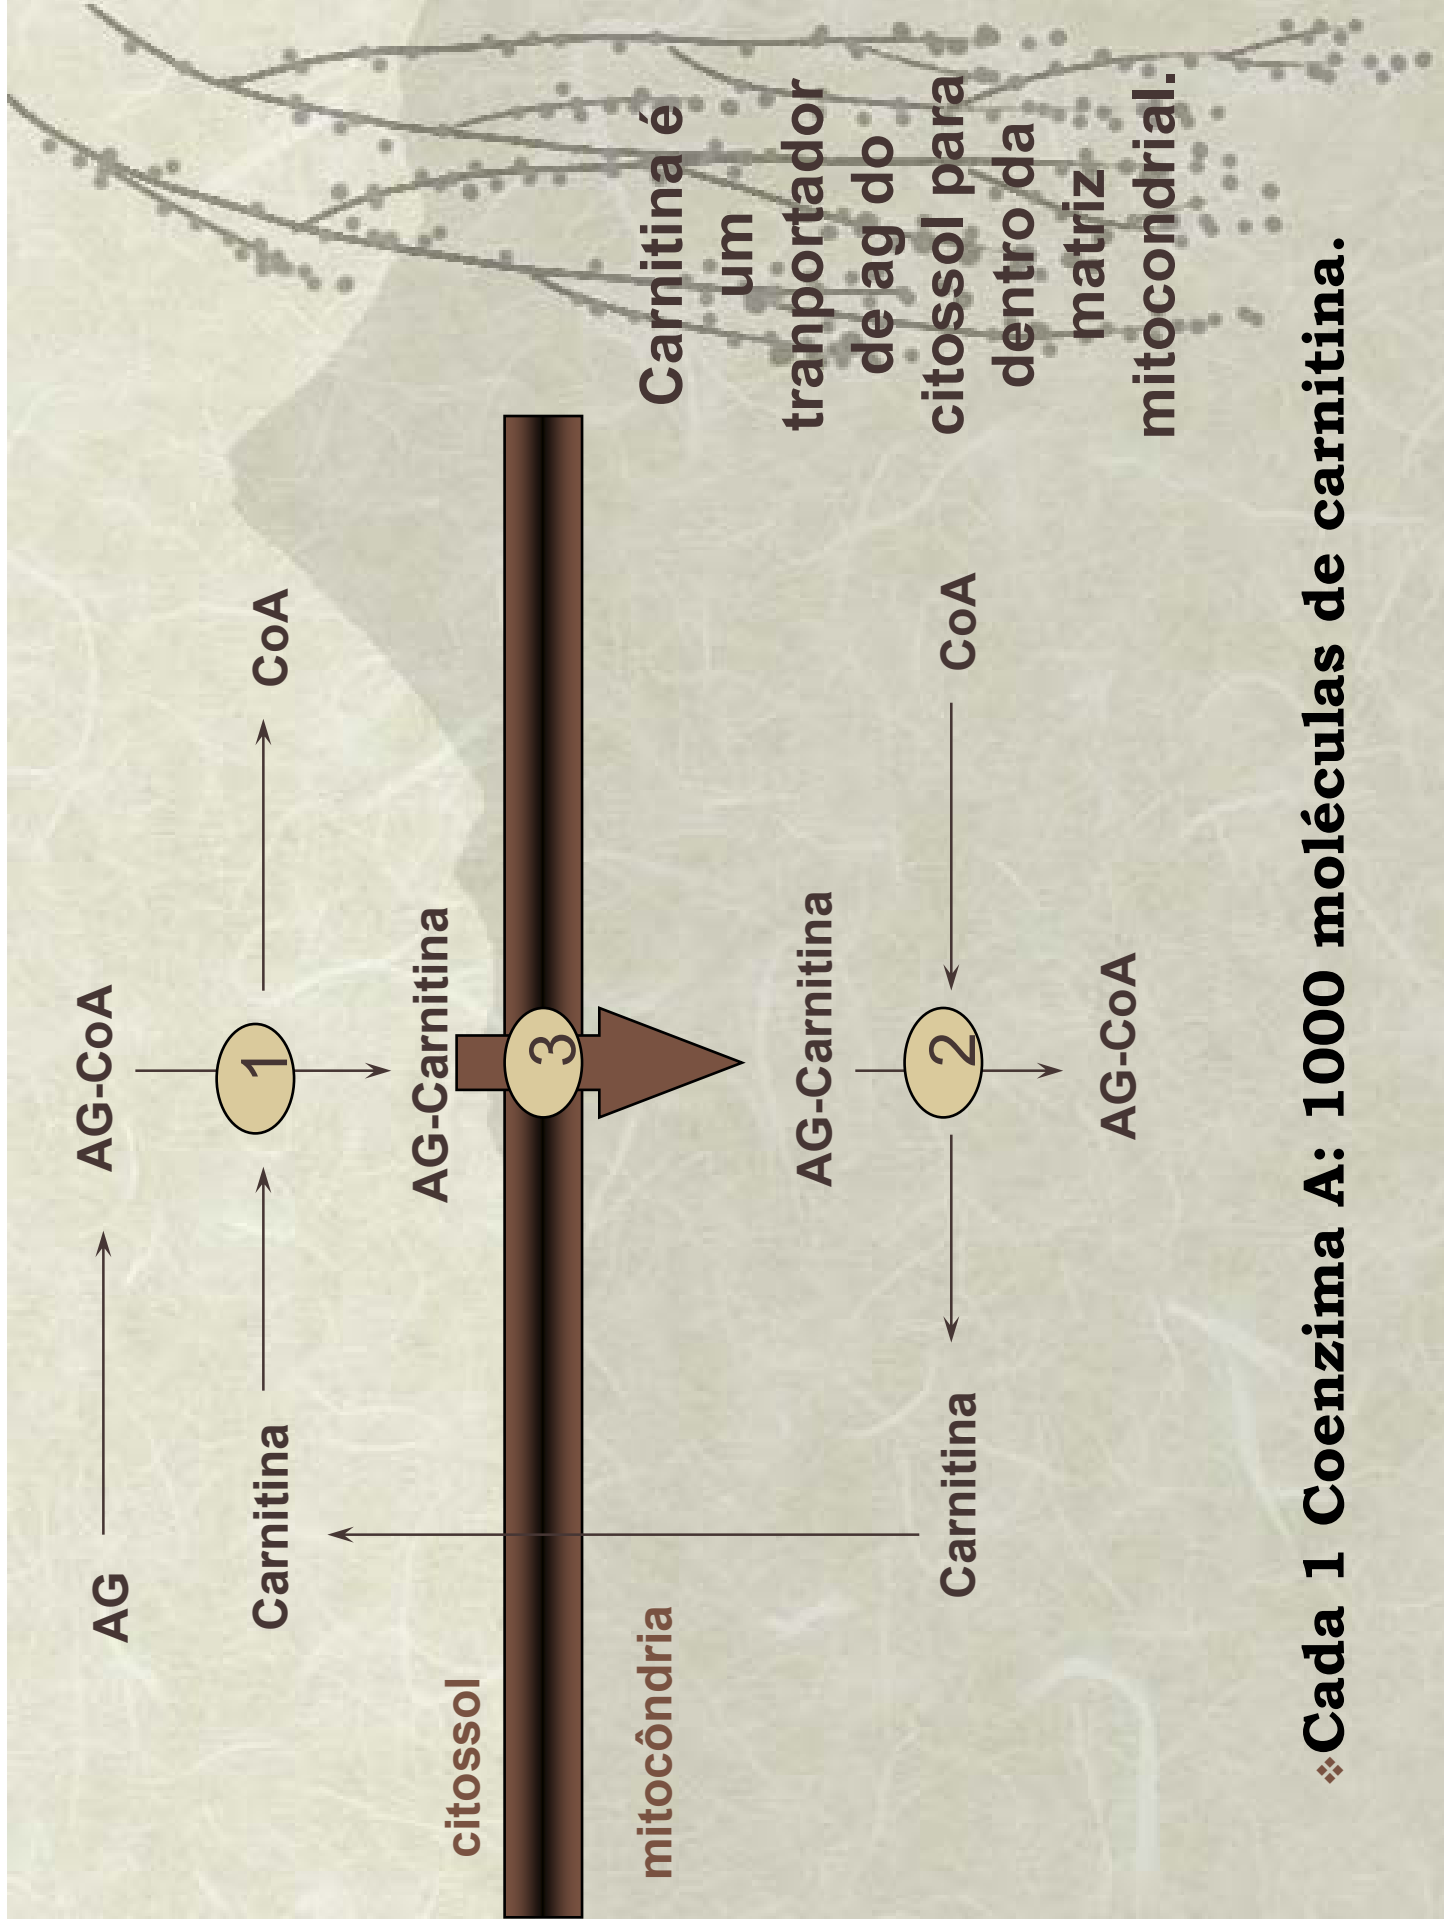 AG
AG-CoA
Carnitina
1
CoA
AG-Carnitina
citossol
3
mitocôndria
Carnitina é
um
tranportador
de ag do
citossol para
dentro da
matriz
mitocondrial.
AG-Carnitina
Carnitina
2
CoA
AG-CoA
❖Cada 1 Coenzima A: 1000 moléculas de carnitina.